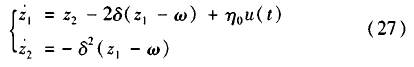 ż₁ = z₂ − 2δ(z₁ − ω) + η₀u(t)
ż₂ = − δ²(z₁ − ω)
(27)